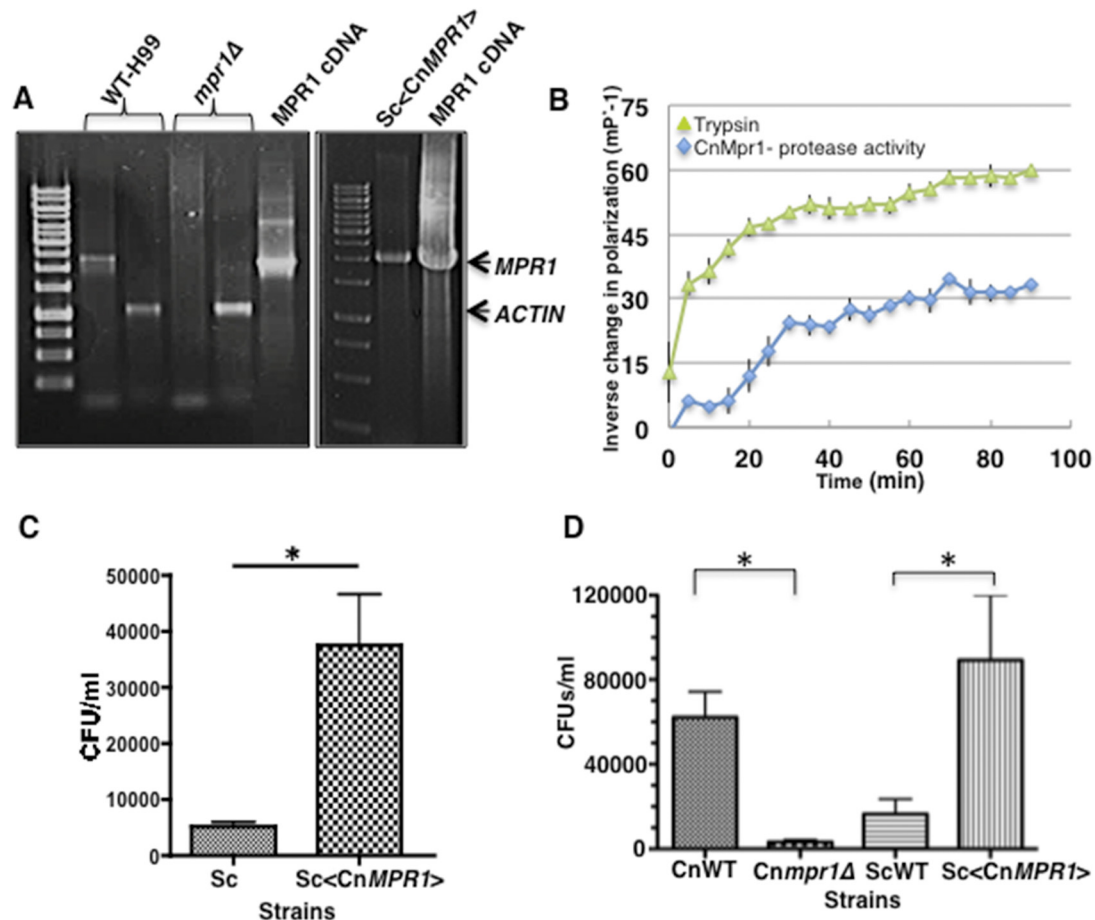 A
WT-H99
mpr1Δ
MPR1 cDNA
Sc<CnMPR1>
MPR1 cDNA
MPR1
ACTIN
B
Inverse change in polarization (mP^-1)
75
60
45
30
15
0
Trypsin
CnMpr1- protease activity
0 20 40 60 80 100
Time (min)
C
*
CFU/ml
50000
40000
30000
20000
10000
0
Sc Sc<CnMPR1>
Strains
D
* *
CFUs/ml
120000
80000
40000
0
CnWT Cnmpr1Δ ScWT Sc<CnMPR1>
Strains